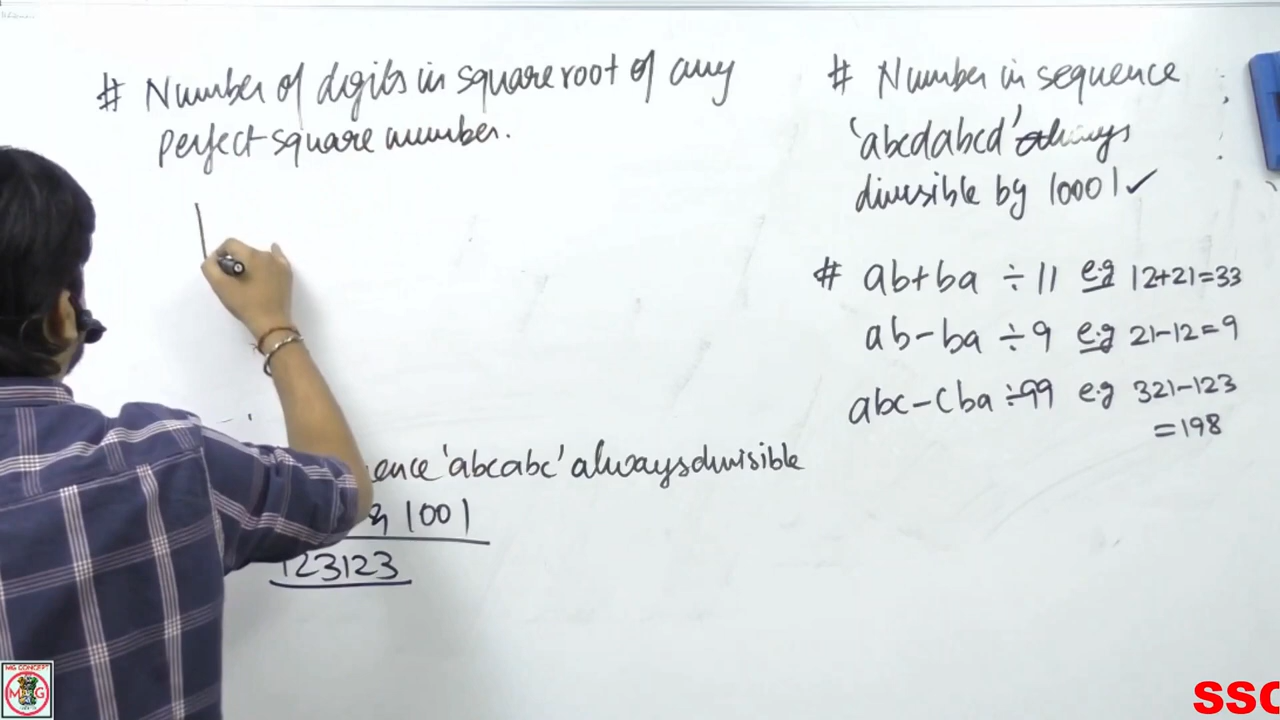 # Number of digits in square root of any
perfect square number.
ence 'abcabc' always divisible
1001
123123
# Number in sequence
'abcdabcd' always
divisible by 10001 ✓
# ab+ba ÷ 11 e.g 12+21=33
ab-ba ÷ 9 e.g 21-12=9
abc-cba ÷99 e.g 321-123
=198
MG CONCEPT
M G
SSC